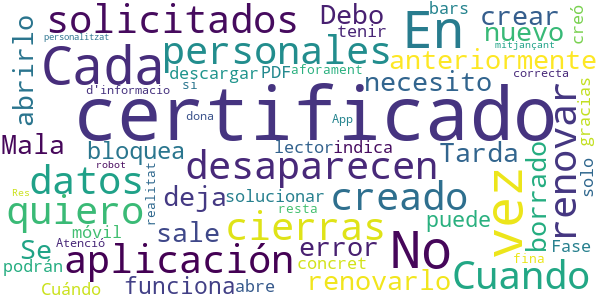 solicitados Debo bars crear creó
En nuevo
tenir mitjançant
personalitzat
abrirlo Cada personales anteriormente
descargar PDF aforament necesito correcta
d'informacio si
certificado renovar
dona App gracias
Mala bloquea lector indica Tarda
desaparecen
datos realitat robot deja solucionar creado vez borrado solo
quiero Res resta cierras puede
móvil sale
Se Atenció error No Fase
podrán aplicación concret Cuando
Cuándo funciona abre renovarlo fina